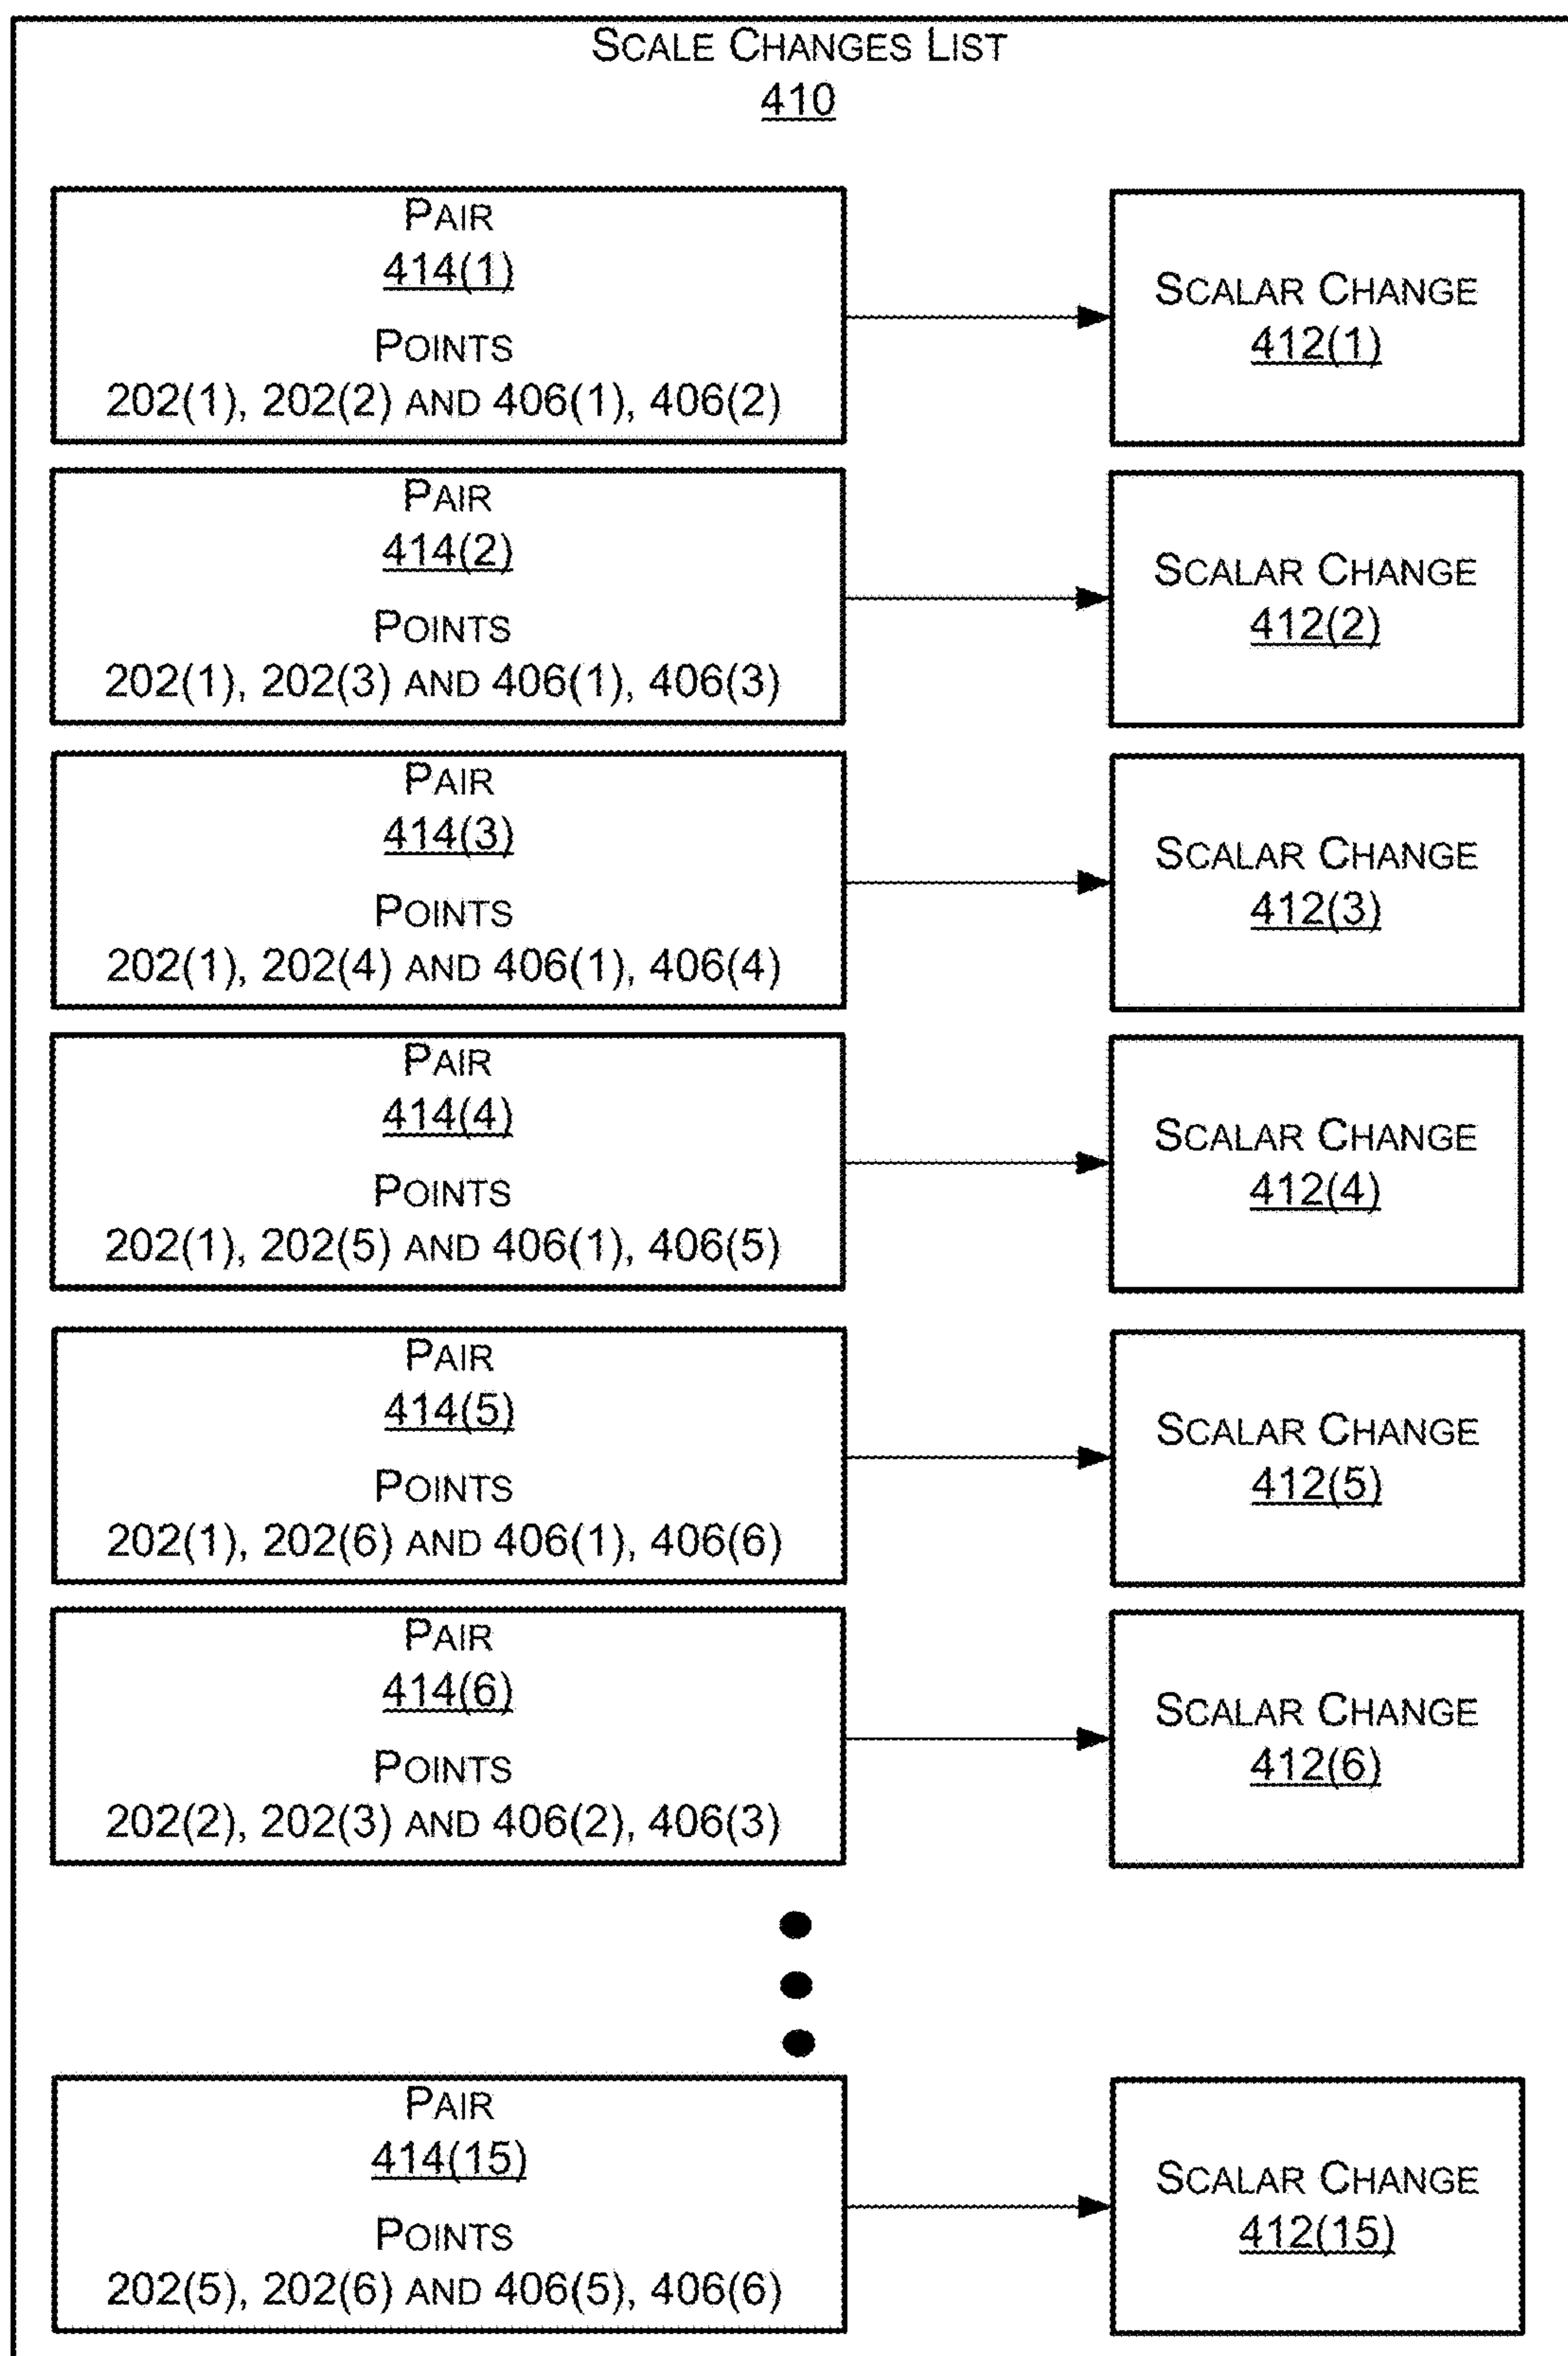 SCALE CHANGES LIST
410
PAIR
414(1)
POINTS
202(1), 202(2) AND 406(1), 406(2)
SCALAR CHANGE
412(1)
PAIR
414(2)
POINTS
202(1), 202(3) AND 406(1), 406(3)
SCALAR CHANGE
412(2)
PAIR
414(3)
POINTS
202(1), 202(4) AND 406(1), 406(4)
SCALAR CHANGE
412(3)
PAIR
414(4)
POINTS
202(1), 202(5) AND 406(1), 406(5)
SCALAR CHANGE
412(4)
PAIR
414(5)
POINTS
202(1), 202(6) AND 406(1), 406(6)
SCALAR CHANGE
412(5)
PAIR
414(6)
POINTS
202(2), 202(3) AND 406(2), 406(3)
SCALAR CHANGE
412(6)
PAIR
414(15)
POINTS
202(5), 202(6) AND 406(5), 406(6)
SCALAR CHANGE
412(15)